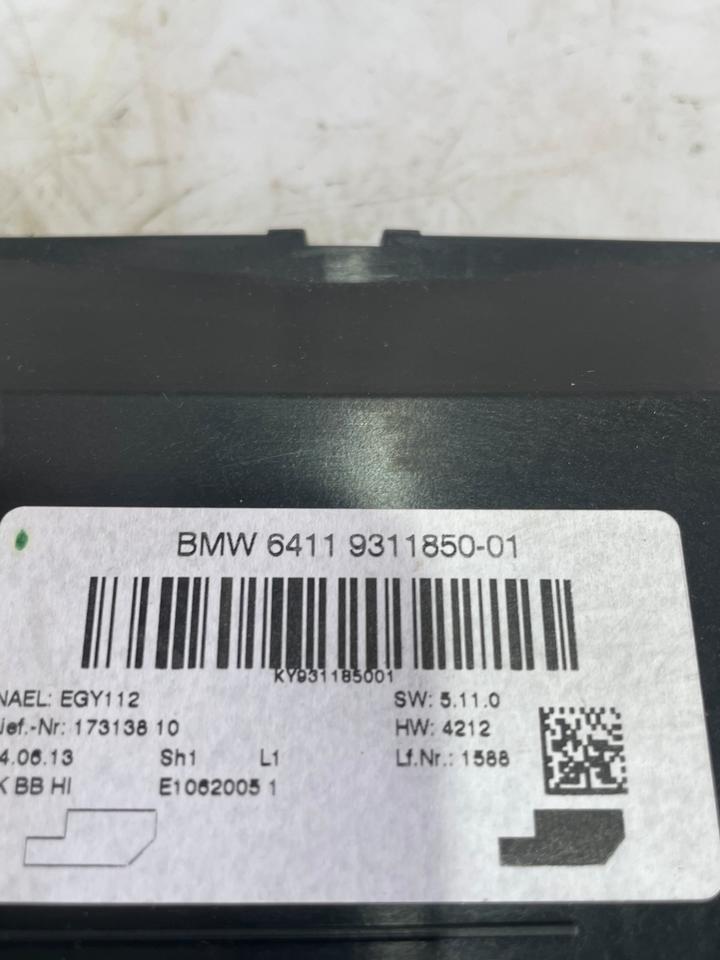 BMW 6411 9311850-01
KY931185001
NAEL: EGY112
SW: 5.11.0
ief.-Nr: 173138 10
HW: 4212
4.06.13 Sh1 L1
Lf.Nr.: 1588
K BB HI E1062005 1